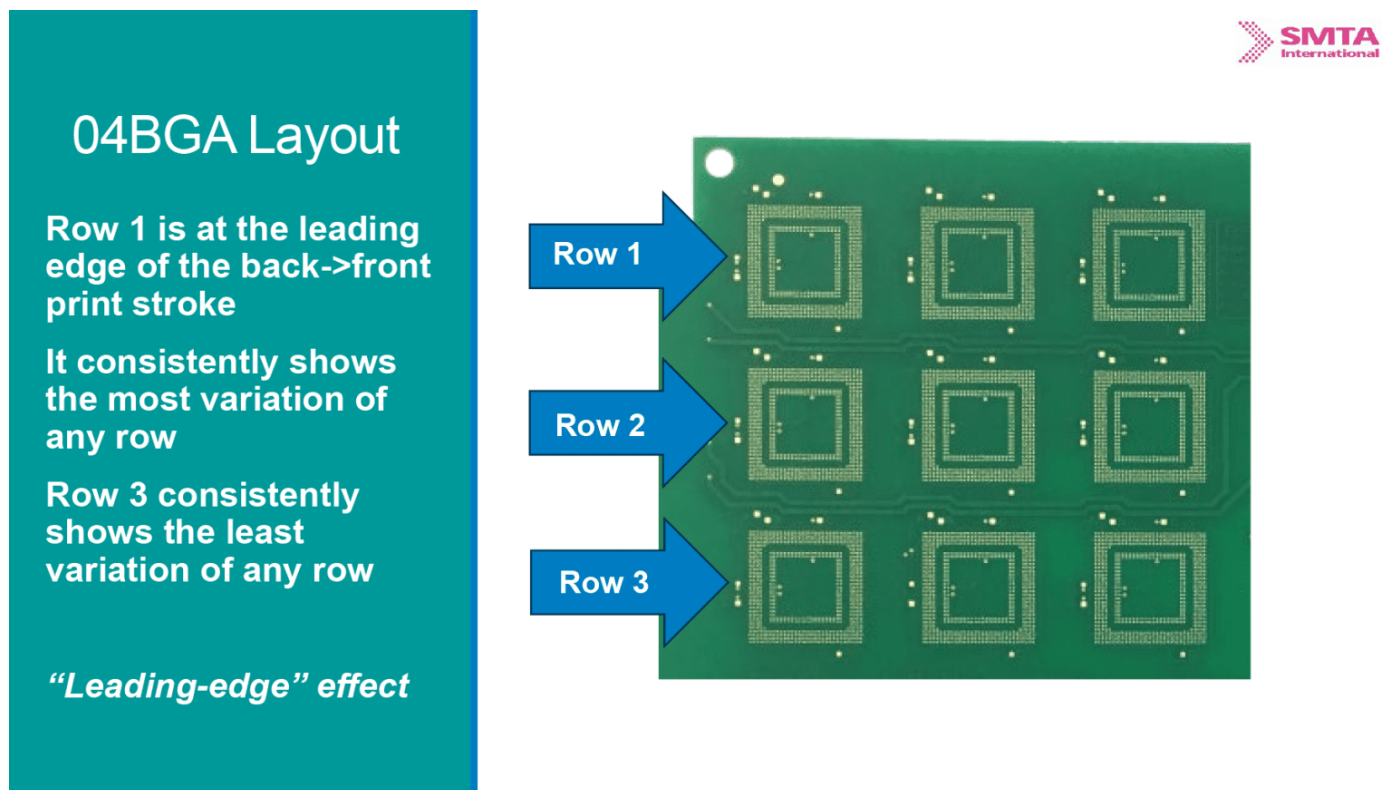 SMTA
International
04BGA Layout
Row 1 is at the leading
edge of the back->front
print stroke
It consistently shows
the most variation of
any row
Row 3 consistently
shows the least
variation of any row
“Leading-edge” effect
Row 1
Row 2
Row 3